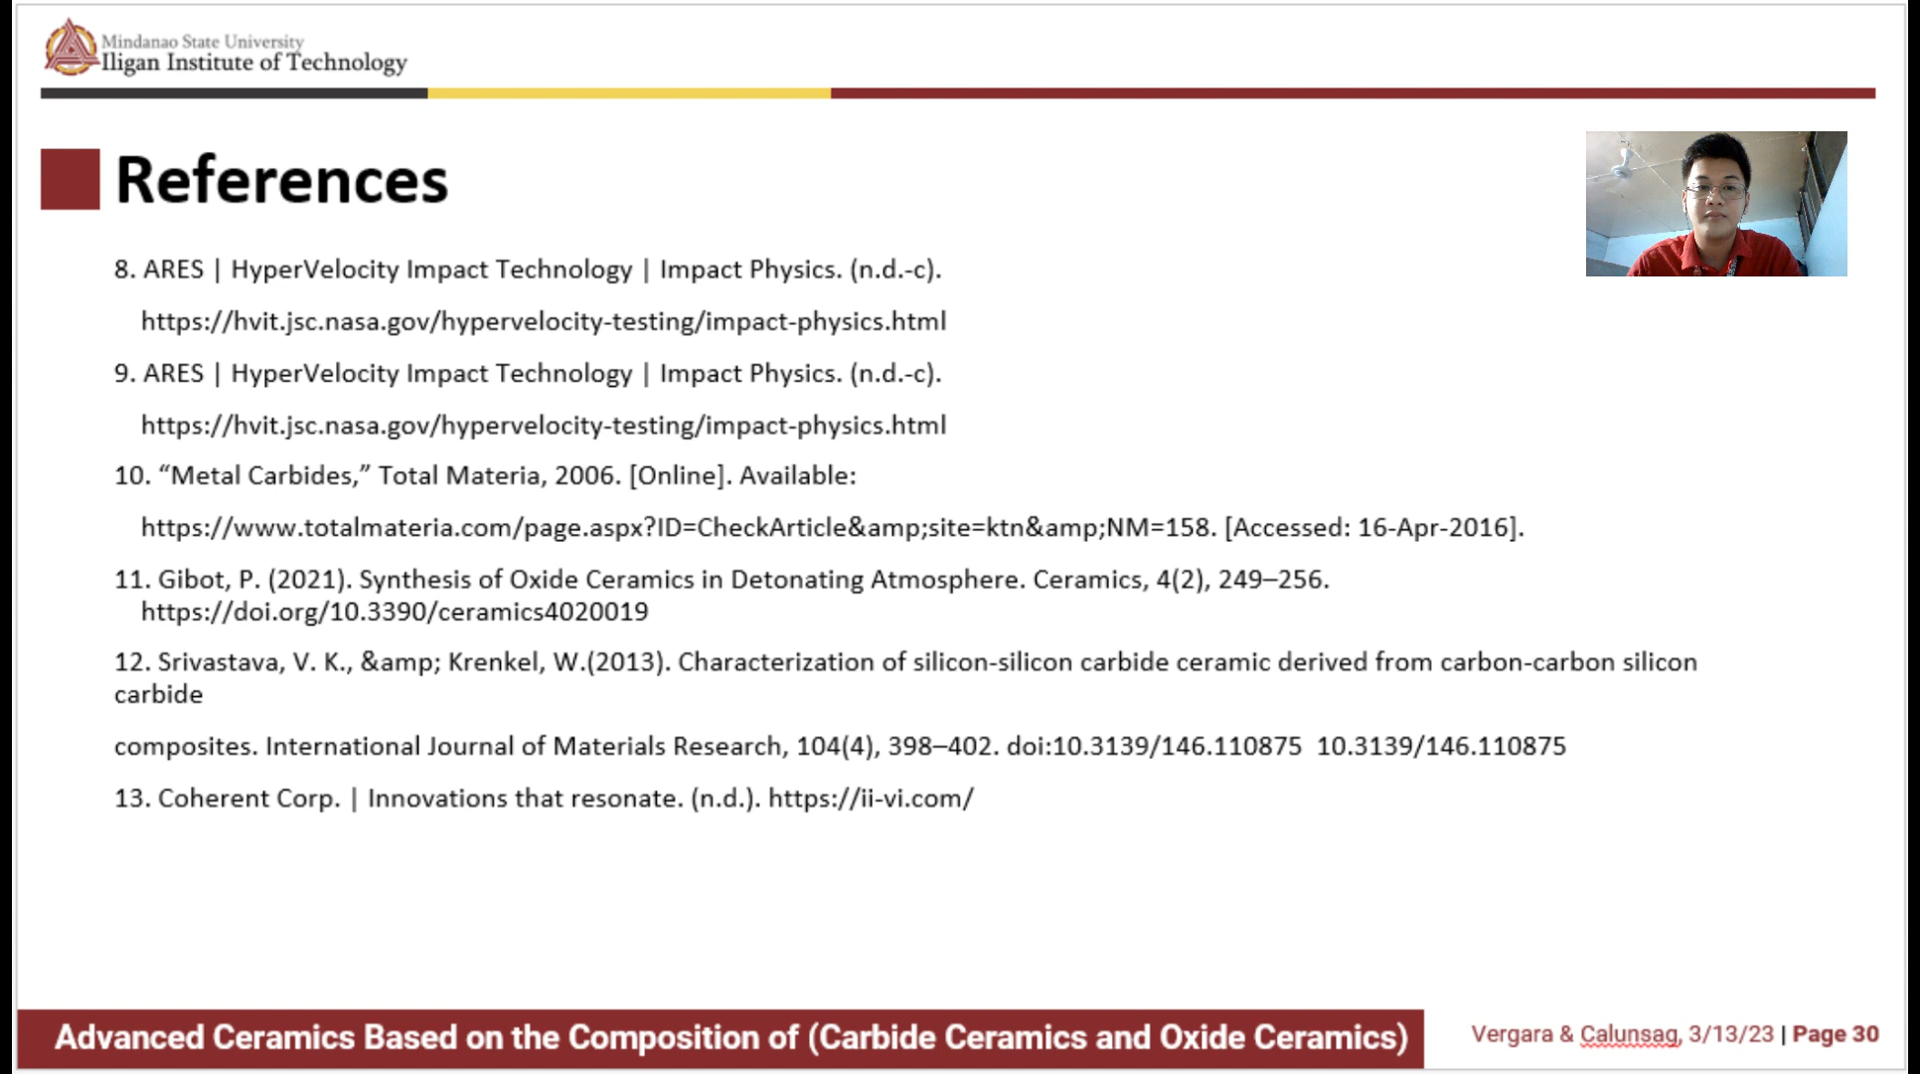 Mindanao State University
Iligan Institute of Technology
References
8. ARES | HyperVelocity Impact Technology | Impact Physics. (n.d.-c).
https://hvit.jsc.nasa.gov/hypervelocity-testing/impact-physics.html
9. ARES | HyperVelocity Impact Technology | Impact Physics. (n.d.-c).
https://hvit.jsc.nasa.gov/hypervelocity-testing/impact-physics.html
10. “Metal Carbides,” Total Materia, 2006. [Online]. Available:
https://www.totalmateria.com/page.aspx?ID=CheckArticle&amp;site=ktn&amp;NM=158. [Accessed: 16-Apr-2016].
11. Gibot, P. (2021). Synthesis of Oxide Ceramics in Detonating Atmosphere. Ceramics, 4(2), 249–256.
https://doi.org/10.3390/ceramics4020019
12. Srivastava, V. K., &amp; Krenkel, W.(2013). Characterization of silicon-silicon carbide ceramic derived from carbon-carbon silicon
carbide
composites. International Journal of Materials Research, 104(4), 398–402. doi:10.3139/146.110875  10.3139/146.110875
13. Coherent Corp. | Innovations that resonate. (n.d.). https://ii-vi.com/
Advanced Ceramics Based on the Composition of (Carbide Ceramics and Oxide Ceramics)
Vergara & Calunsag, 3/13/23 | Page 30